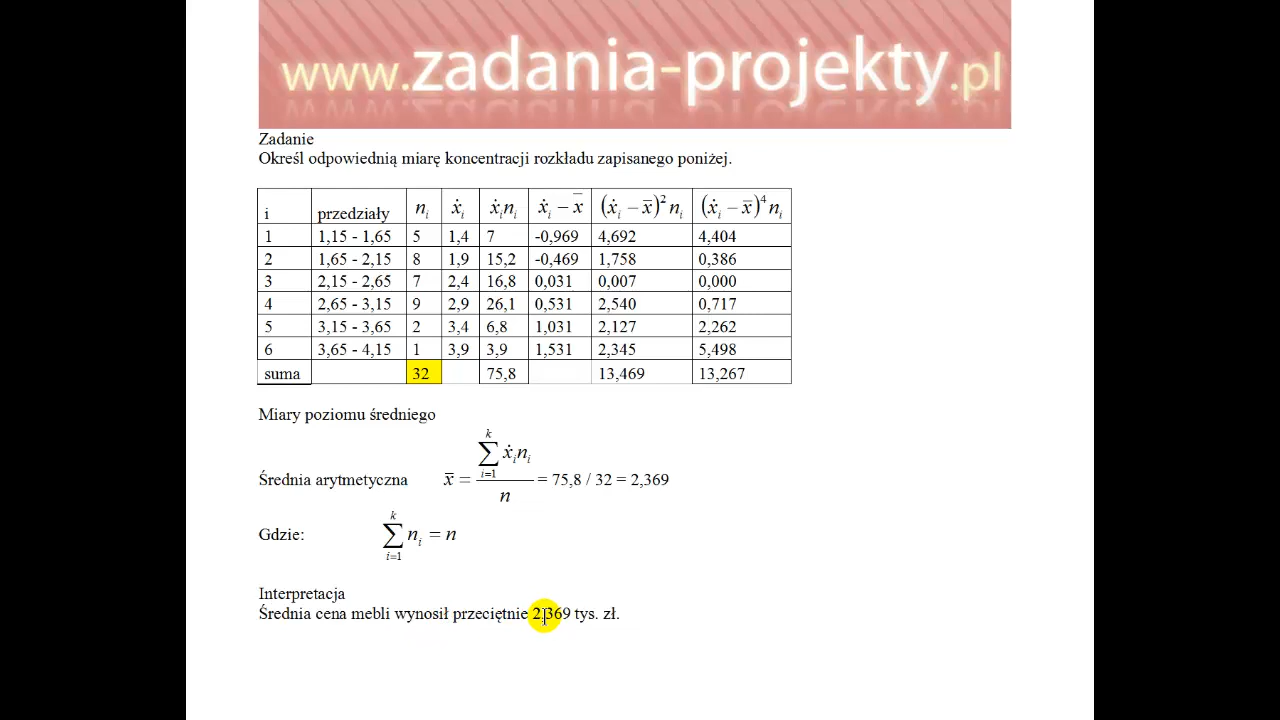 www.zadania-projekty.pl
Zadanie
Określ odpowiednią miarę koncentracji rozkładu zapisanego poniżej.
i przedziały nᵢ ẋᵢ ẋᵢnᵢ ẋᵢ − x̄ (ẋᵢ − x̄)² nᵢ (ẋᵢ − x̄)⁴ nᵢ
1 1,15 - 1,65 5 1,4 7 -0,969 4,692 4,404
2 1,65 - 2,15 8 1,9 15,2 -0,469 1,758 0,386
3 2,15 - 2,65 7 2,4 16,8 0,031 0,007 0,000
4 2,65 - 3,15 9 2,9 26,1 0,531 2,540 0,717
5 3,15 - 3,65 2 3,4 6,8 1,031 2,127 2,262
6 3,65 - 4,15 1 3,9 3,9 1,531 2,345 5,498
suma 32 75,8 13,469 13,267
Miary poziomu średniego
Średnia arytmetyczna x̄ = (∑ᵢ₌₁ᵏ ẋᵢnᵢ) / n = 75,8 / 32 = 2,369
Gdzie: ∑ᵢ₌₁ᵏ nᵢ = n
Interpretacja
Średnia cena mebli wynosił przeciętnie 2,369 tys. zł.